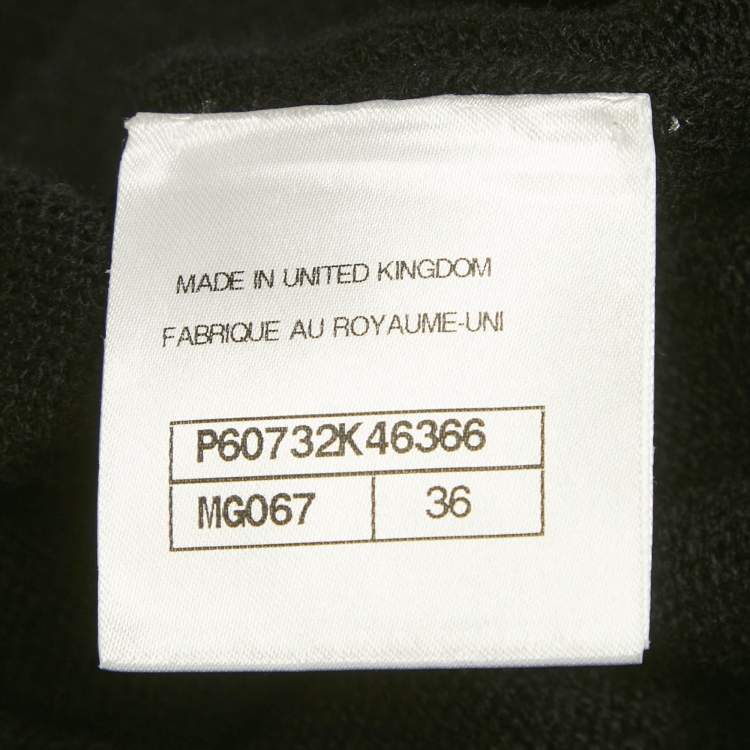 MADE IN UNITED KINGDOM
FABRIQUE AU ROYAUME-UNI
P60732K46366
MG067 36